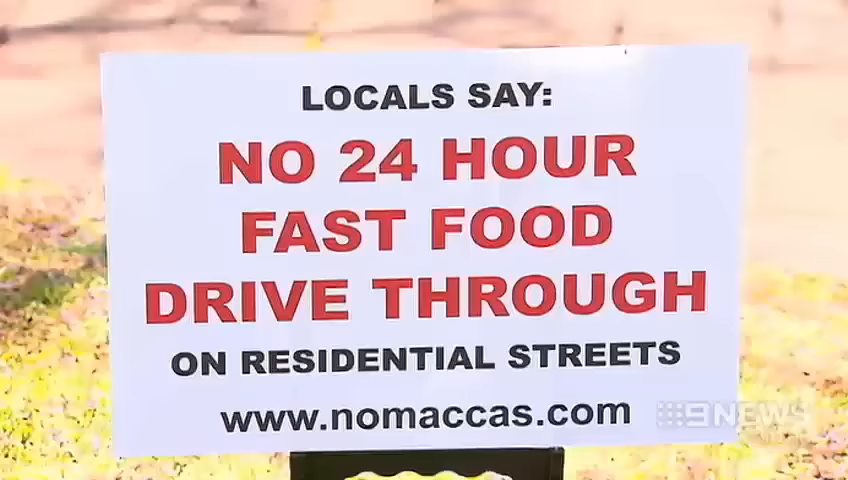 LOCALS SAY:
NO 24 HOUR
FAST FOOD
DRIVE THROUGH
ON RESIDENTIAL STREETS
www.nomaccas.com
9NEWS